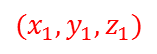 (x₁, y₁, z₁)